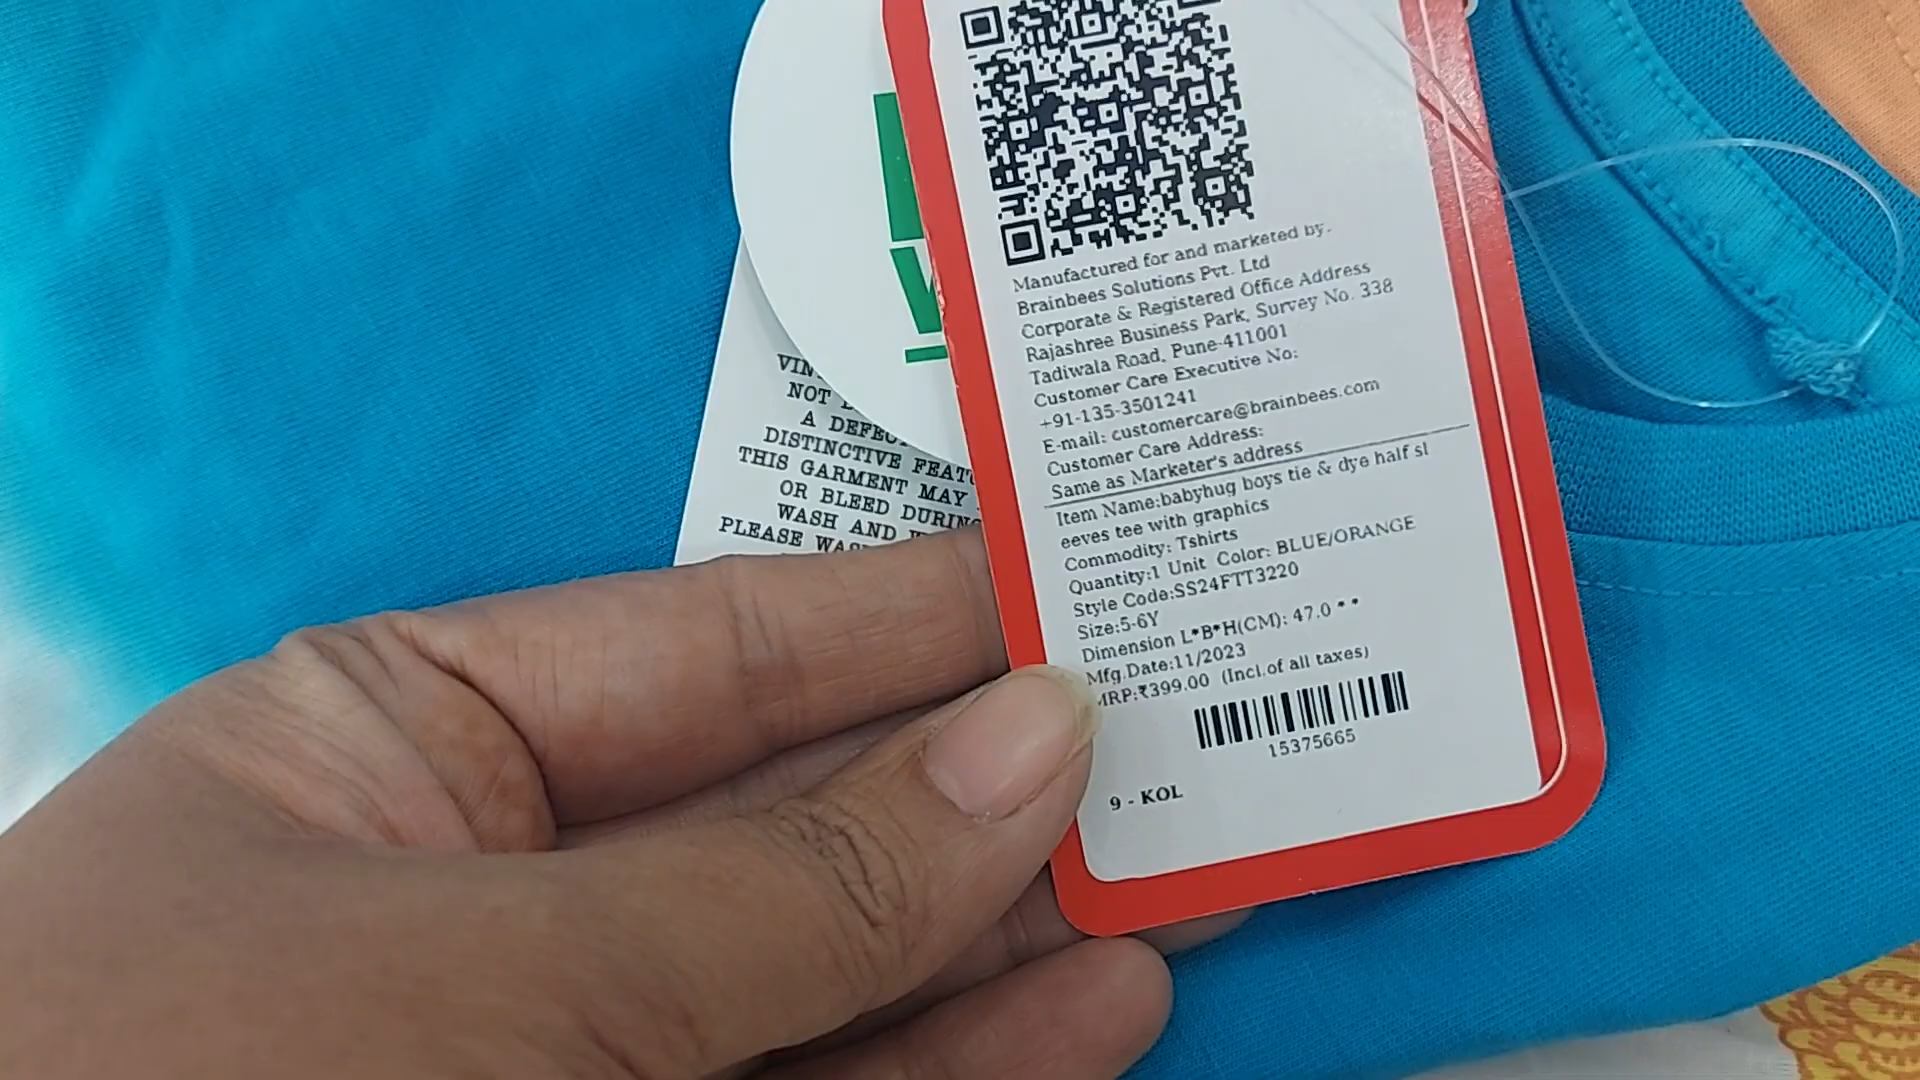 Manufactured for and marketed by.
Brainbees Solutions Pvt. Ltd
Corporate & Registered Office Address
Rajashree Business Park, Survey No. 338
Tadiwala Road, Pune-411001
Customer Care Executive No:
+91-135-3501241
E-mail: customercare@brainbees.com
Customer Care Address:
Same as Marketer's address
Item Name:babyhug boys tie & dye half sl
eeves tee with graphics
Commodity: Tshirts
Quantity:1 Unit Color: BLUE/ORANGE
Style Code:SS24FTT3220
Size:5-6Y
Dimension L*B*H(CM): 47.0 * *
Mfg.Date:11/2023
MRP:₹399.00 (Incl.of all taxes)
15375665
9 - KOL
NOT
A
DISTINCTIVE
THIS GARMENT MAY
OR BLEED DURING
WASH AND
PLEASE